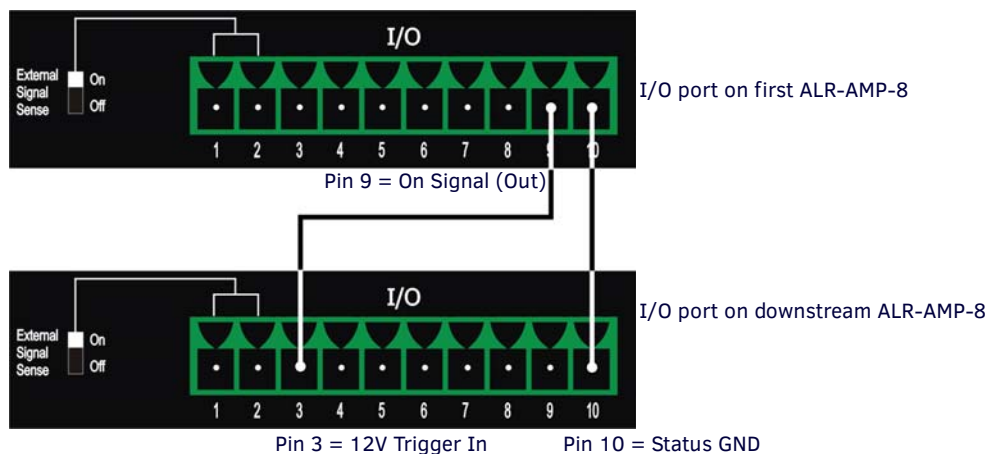 I/O
External On
Signal
Sense Off
I/O port on first ALR-AMP-8
1 2 3 4 5 6 7 8 9 10
Pin 9 = On Signal (Out)
I/O
External On
Signal
Sense Off
I/O port on downstream ALR-AMP-8
1 2 3 4 5 6 7 8 9 10
Pin 3 = 12V Trigger In
Pin 10 = Status GND